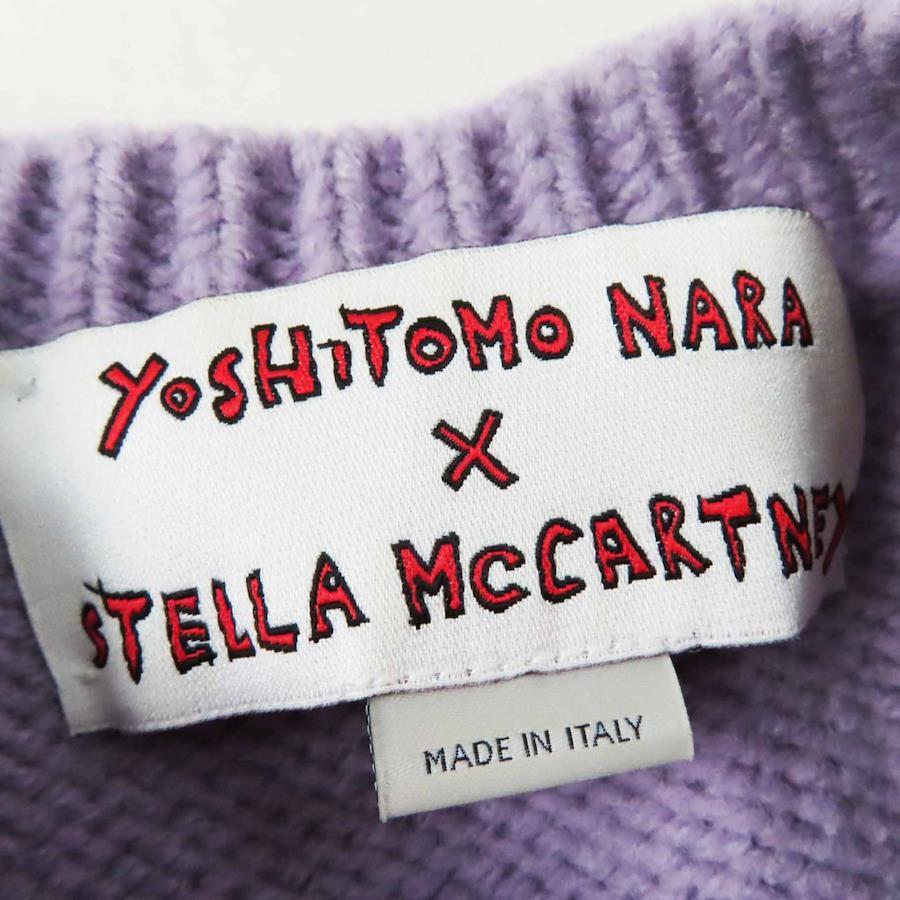 YOSHiTOMO NARA
X
STELLA McCARTNEY
MADE IN ITALY